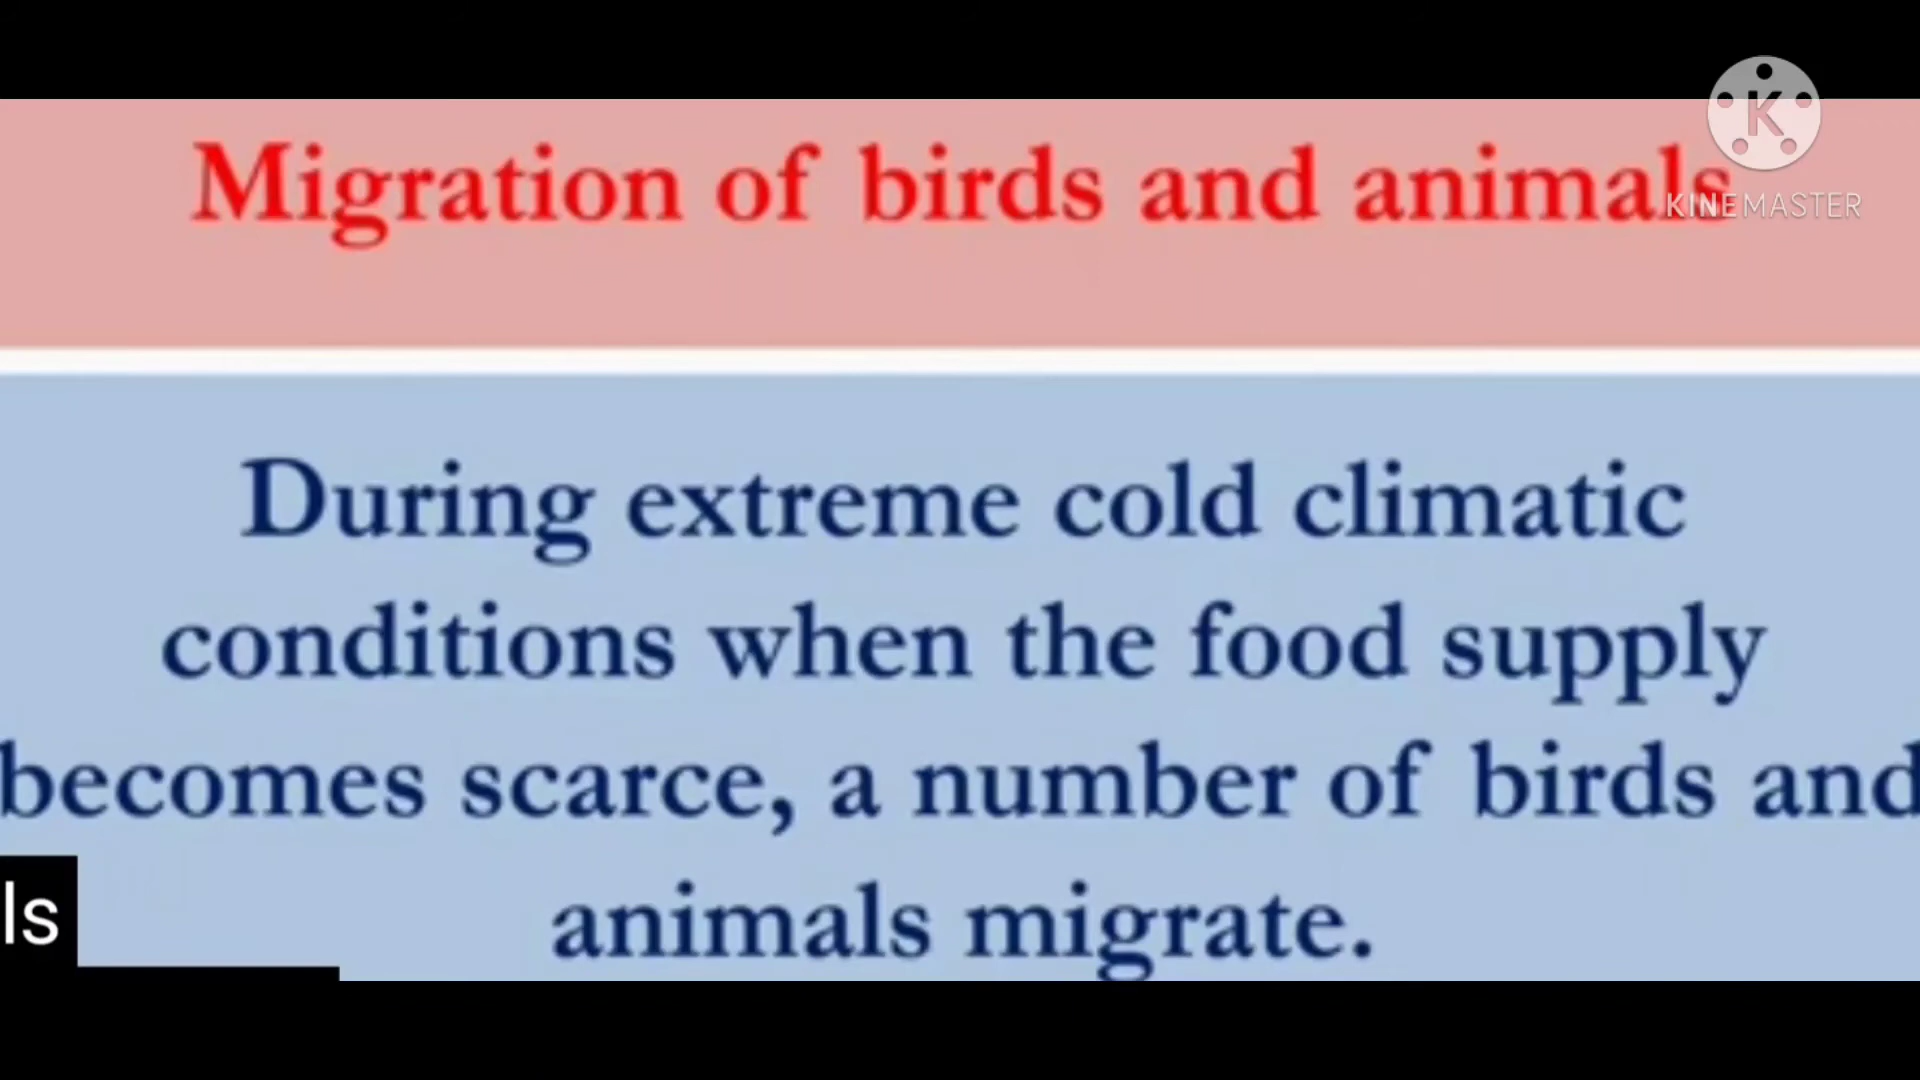 Migration of birds and animals
K
KINEMASTER
During extreme cold climatic
conditions when the food supply
becomes scarce, a number of birds and
animals migrate.
ls